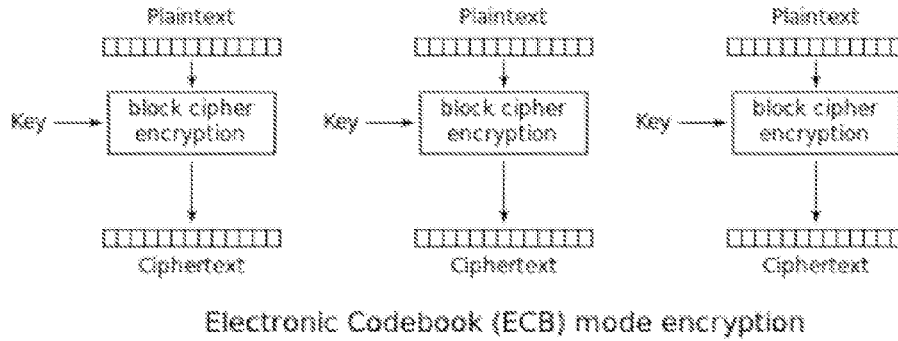 Plaintext Plaintext Plaintext
Key block cipher encryption Key block cipher encryption Key block cipher encryption
Ciphertext Ciphertext Ciphertext
Electronic Codebook (ECB) mode encryption